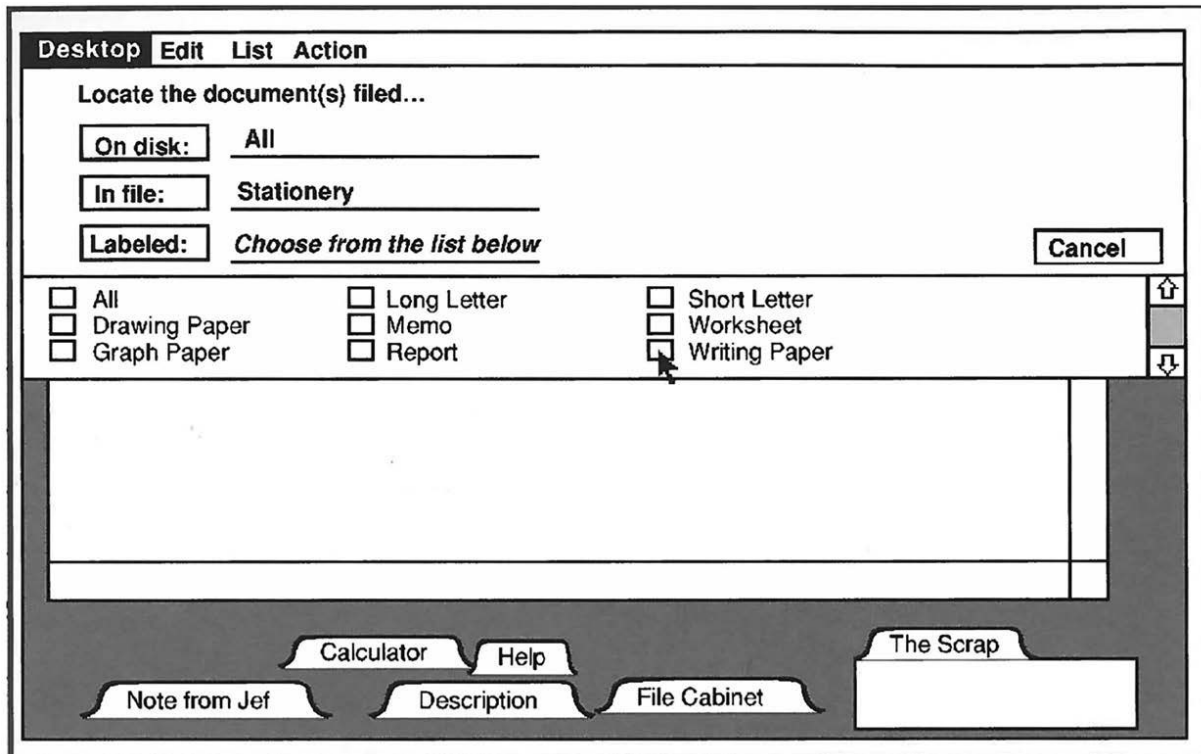 Desktop Edit List Action
Locate the document(s) filed...
On disk: All
In file: Stationery
Labeled: Choose from the list below
Cancel
All Long Letter Short Letter
Drawing Paper Memo Worksheet
Graph Paper Report Writing Paper
Calculator Help The Scrap
Note from Jef Description File Cabinet